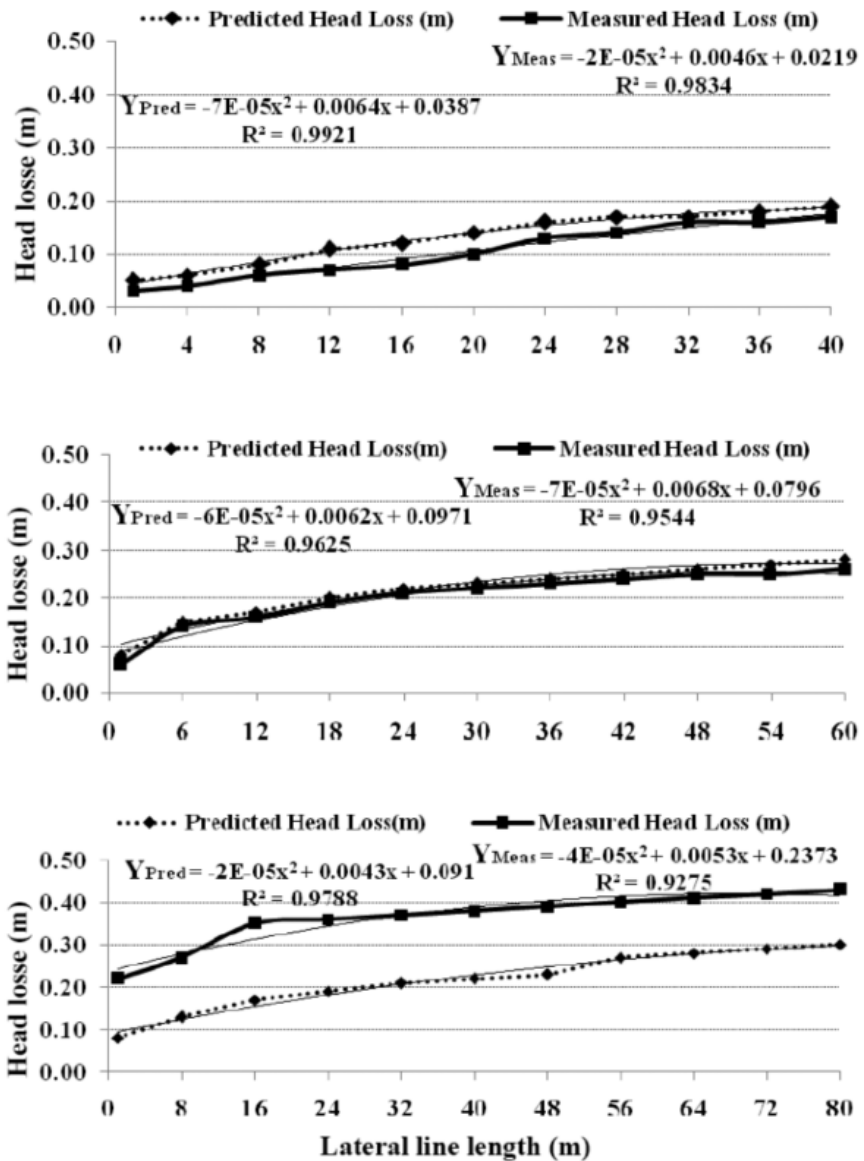 Predicted Head Loss (m) Measured Head Loss (m)
0.50
0.40
0.30
0.20
0.10
0.00
Head losse (m)
Y Meas = -2E-05x² + 0.0046x + 0.0219
R² = 0.9834
Y Pred = -7E-05x² + 0.0064x + 0.0387
R² = 0.9921
0 4 8 12 16 20 24 28 32 36 40
Predicted Head Loss(m) Measured Head Loss (m)
0.50
0.40
0.30
0.20
0.10
0.00
Head losse (m)
Y Meas = -7E-05x² + 0.0068x + 0.0796
R² = 0.9544
Y Pred = -6E-05x² + 0.0062x + 0.0971
R² = 0.9625
0 6 12 18 24 30 36 42 48 54 60
Predicted Head Loss(m) Measured Head Loss (m)
0.50
0.40
0.30
0.20
0.10
0.00
Head losse (m)
Y Pred = -2E-05x² + 0.0043x + 0.091
R² = 0.9788
Y Meas = -4E-05x² + 0.0053x + 0.2373
R² = 0.9275
0 8 16 24 32 40 48 56 64 72 80
Lateral line length (m)